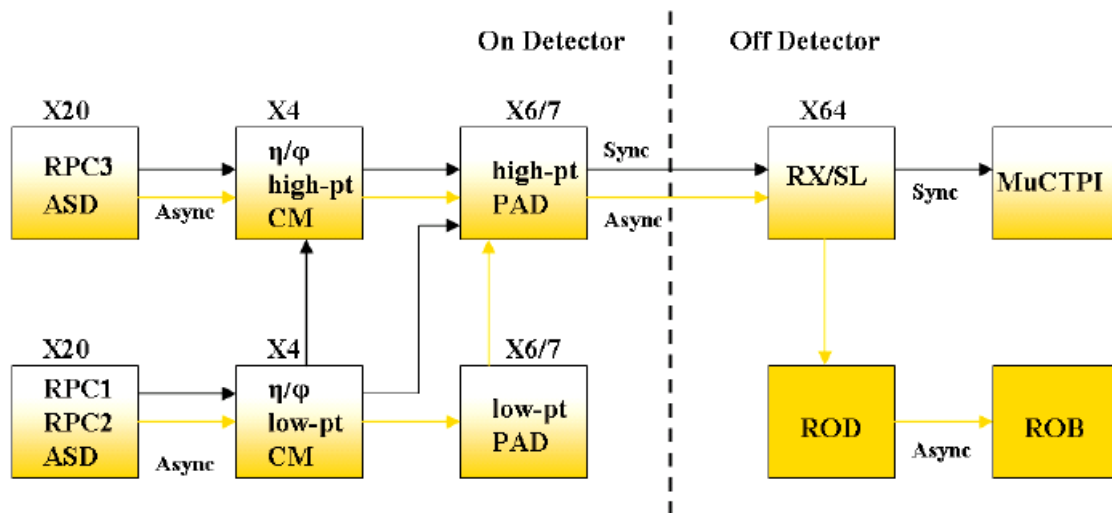 On Detector
Off Detector
X20
X4
X6/7
X64
RPC3
ASD
Async
η/φ
high-pt
CM
high-pt
PAD
Sync
Async
RX/SL
Sync
MuCTPI
X20
X4
X6/7
RPC1
RPC2
ASD
Async
η/φ
low-pt
CM
low-pt
PAD
ROD
Async
ROB